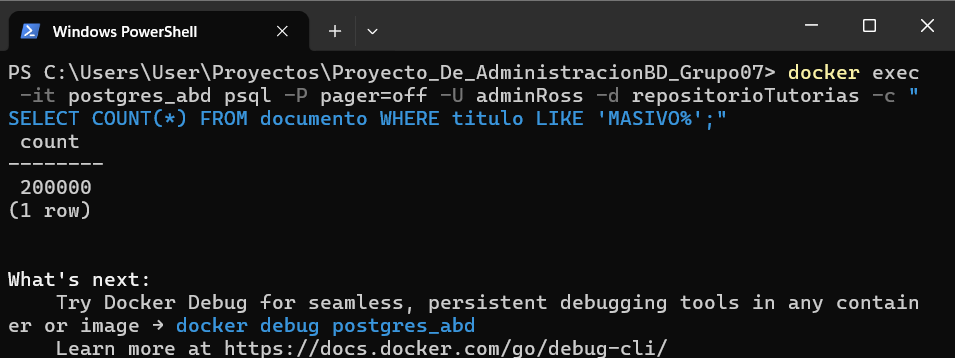 Windows PowerShell
PS C:\Users\User\Proyectos\Proyecto_De_AdministracionBD_Grupo07> docker exec
-it postgres_abd psql -P pager=off -U adminRoss -d repositorioTutorias -c "
SELECT COUNT(*) FROM documento WHERE titulo LIKE 'MASIVO%';"
count
--------
200000
(1 row)
What's next:
Try Docker Debug for seamless, persistent debugging tools in any contain
er or image → docker debug postgres_abd
Learn more at https://docs.docker.com/go/debug-cli/